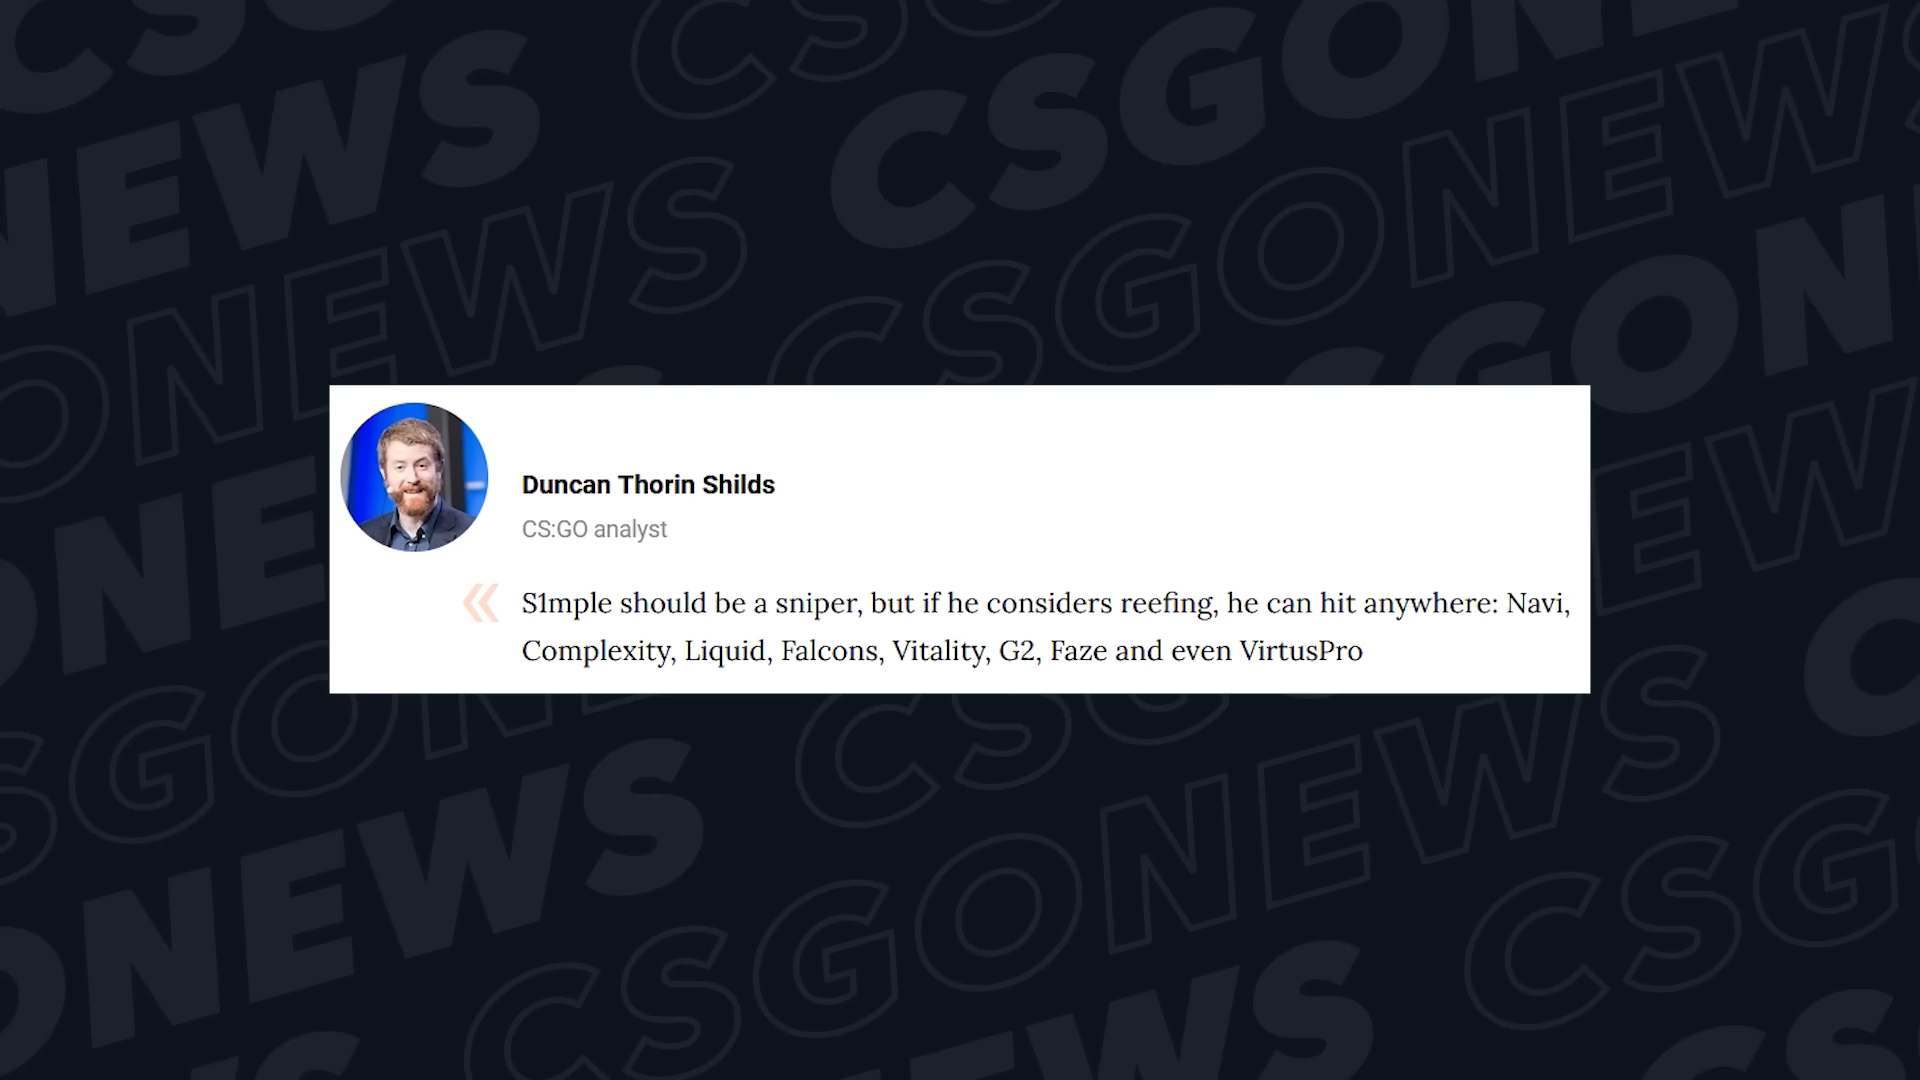 CSGONEWS
Duncan Thorin Shilds
CS:GO analyst
« S1mple should be a sniper, but if he considers reefing, he can hit anywhere: Navi,
Complexity, Liquid, Falcons, Vitality, G2, Faze and even VirtusPro